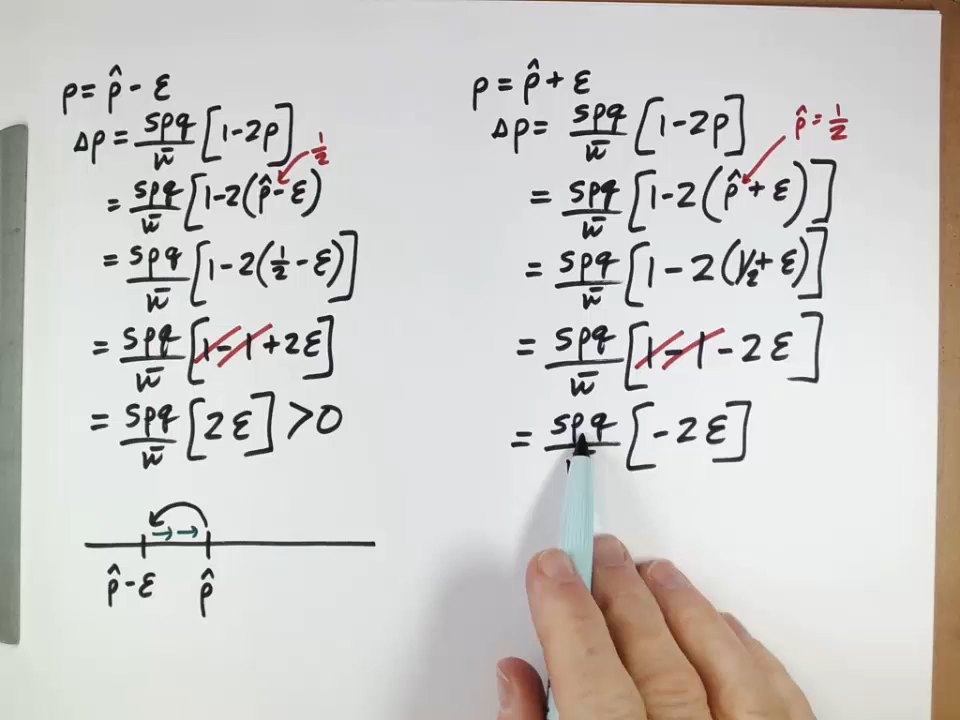 p = p̂ - ε
Δp = spq/w̄ [1-2p]
1/2
= spq/w̄ [1-2(p̂-ε)
= spq/w̄ [1-2(1/2-ε)]
= spq/w̄ [1-1+2ε]
= spq/w̄ [2ε] >0
p̂-ε p̂
p = p̂ + ε
Δp = spq/w̄ [1-2p]
p̂ = 1/2
= spq/w̄ [1-2(p̂+ε)]
= spq/w̄ [1-2(1/2+ε)]
= spq/w̄ [1-1-2ε]
= spq [-2ε]